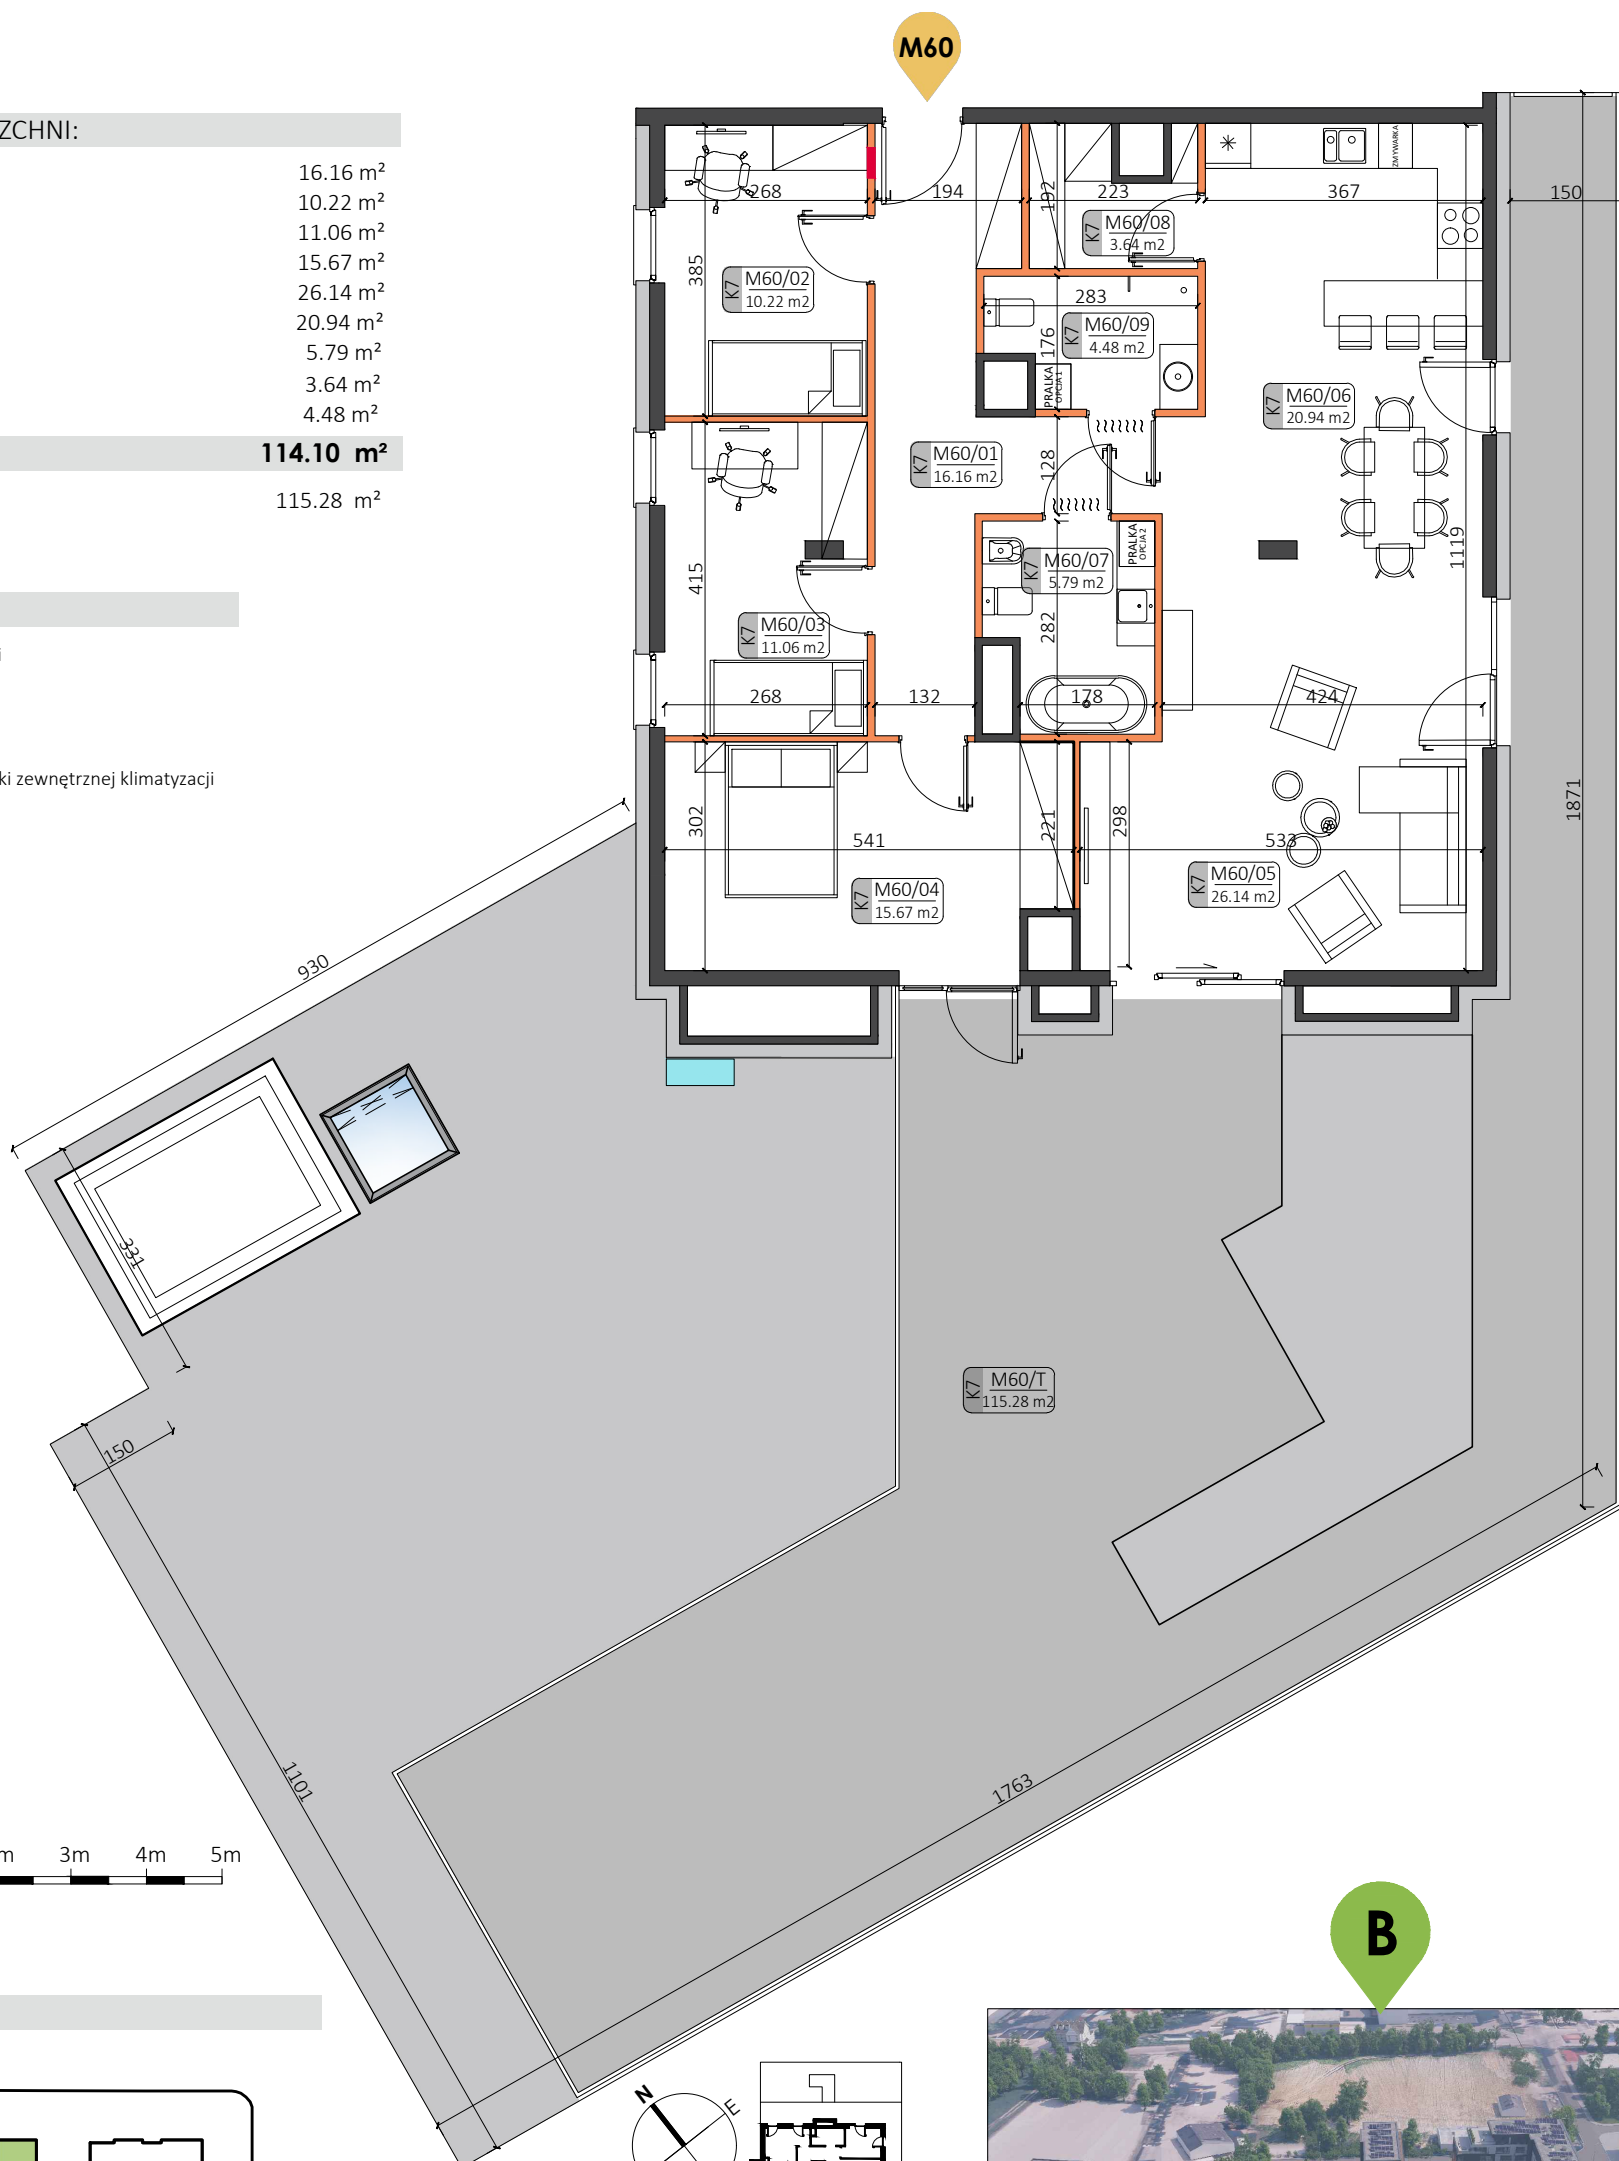 M60
ZCHNI:
16.16 m²
10.22 m²
11.06 m²
15.67 m²
26.14 m²
20.94 m²
5.79 m²
3.64 m²
4.48 m²
114.10 m²
115.28 m²
i
ki zewnętrznej klimatyzacji
268
194
192
223
367
150
ZMYWARKA
K7 M60/08
3.64 m2
385
K7 M60/02
10.22 m2
283
176
K7 M60/09
4.48 m2
PRALKA
OPCJA 1
K7 M60/06
20.94 m2
K7 M60/01
16.16 m2
128
PRALKA
OPCJA 2
1119
K7 M60/07
5.79 m2
415
282
K7 M60/03
11.06 m2
268
132
178
424
302
541
221
298
533
1871
K7 M60/04
15.67 m2
K7 M60/05
26.14 m2
930
331
K7 M60/T
115.28 m2
150
1101
1763
m 3m 4m 5m
B
N
E